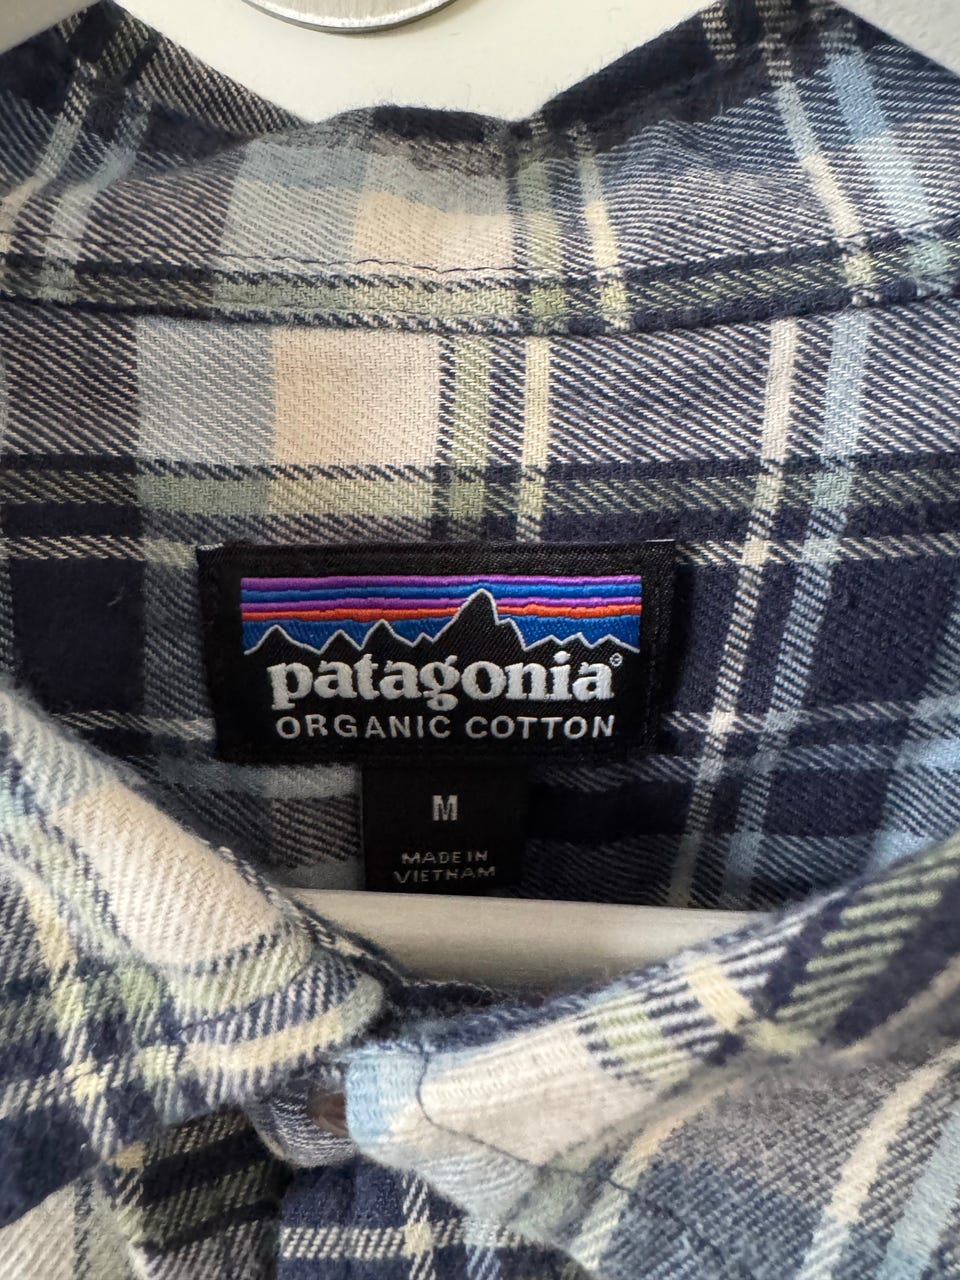 patagonia®
ORGANIC COTTON
M
MADE IN
VIETNAM